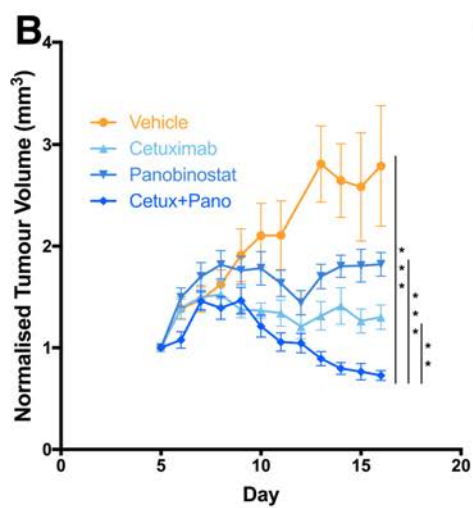 B
Normalised Tumour Volume (mm³)
4
3
2
1
0
Vehicle
Cetuximab
Panobinostat
Cetux+Pano
***
***
**
0 5 10 15 20
Day